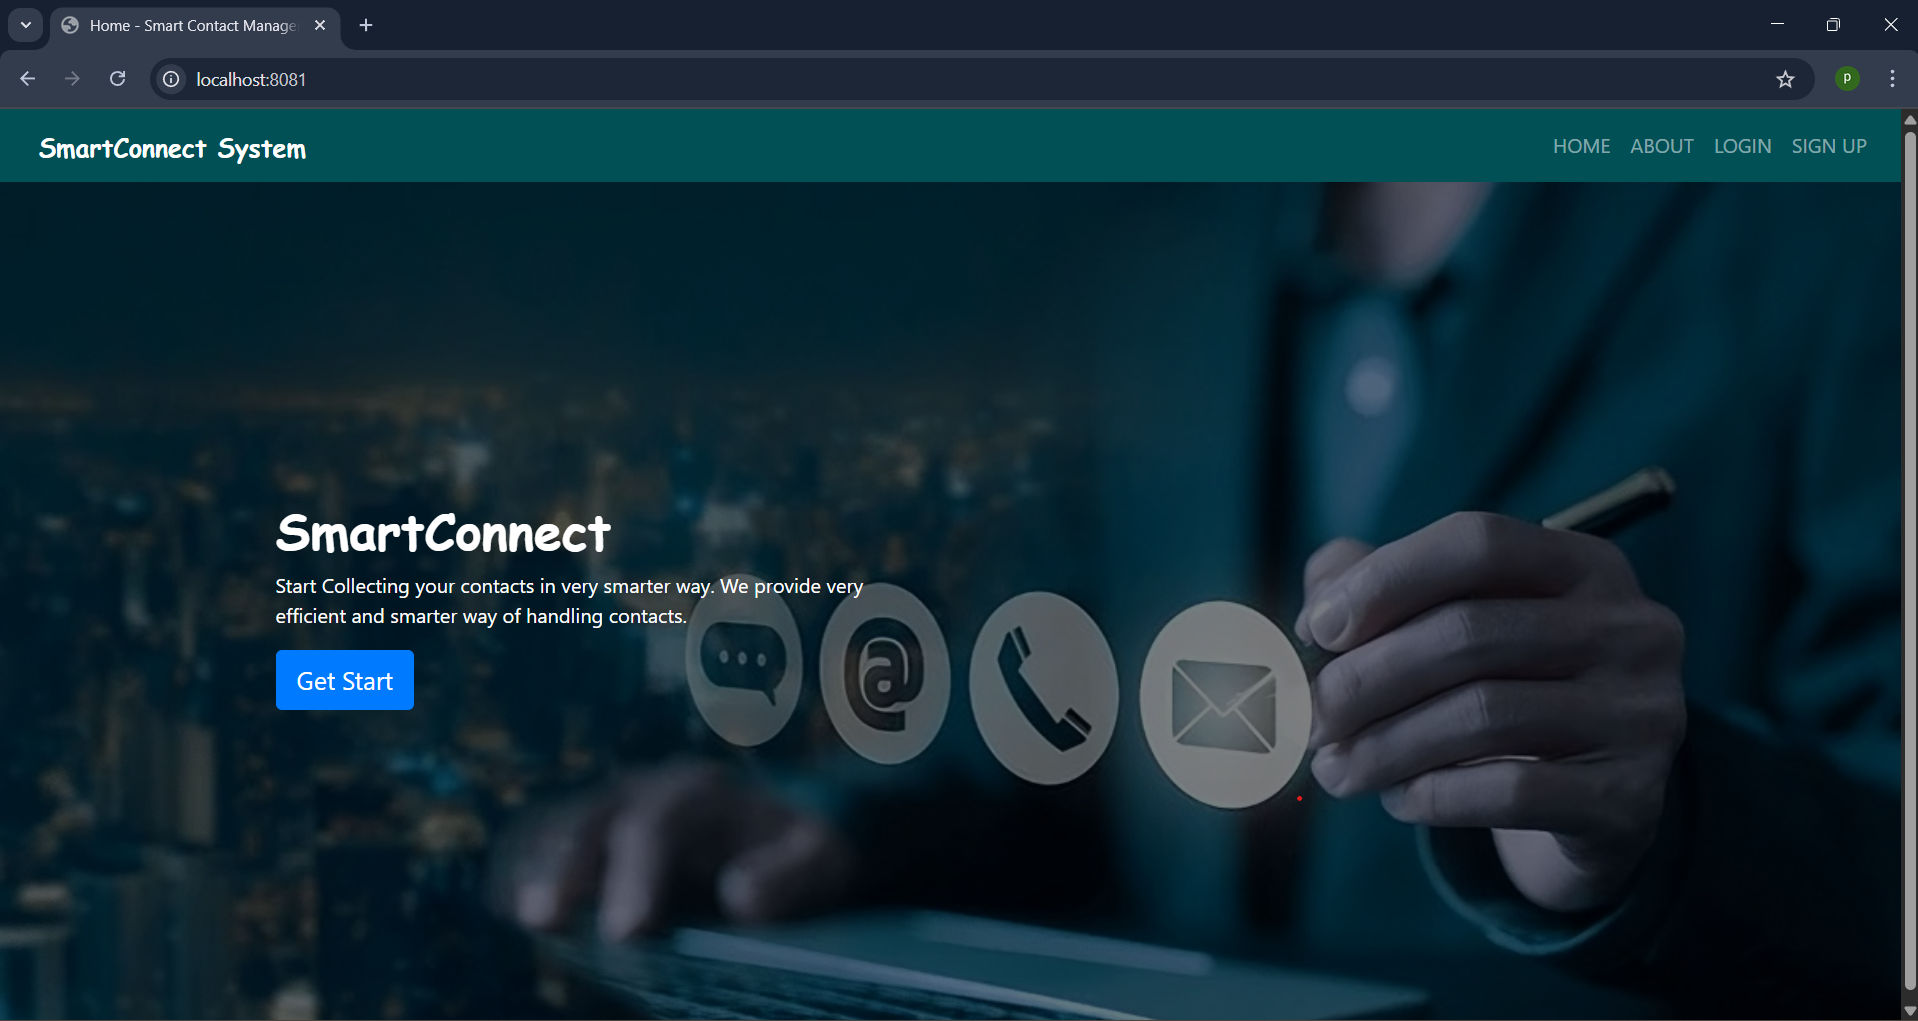 Home - Smart Contact Manage
localhost:8081
p
SmartConnect System
HOME ABOUT LOGIN SIGN UP
SmartConnect
Start Collecting your contacts in very smarter way. We provide very
efficient and smarter way of handling contacts.
Get Start
@